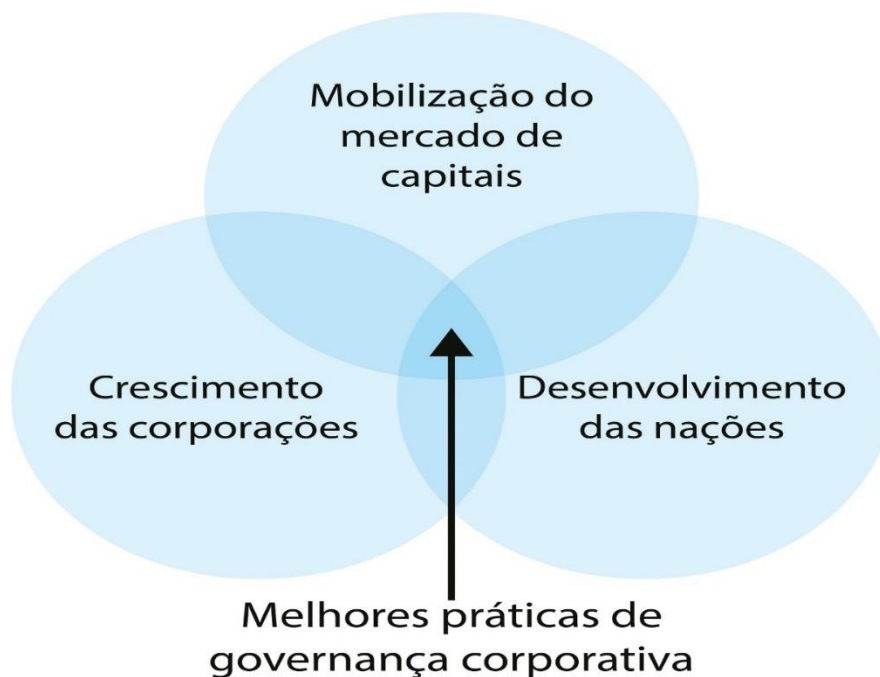 Mobilização do
mercado de
capitais
Crescimento
das corporações
Desenvolvimento
das nações
Melhores práticas de
governança corporativa